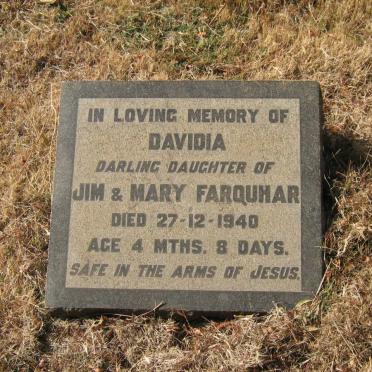 IN LOVING MEMORY OF
DAVIDIA
DARLING DAUGHTER OF
JIM & MARY FARQUHAR
DIED 27-12-1940
AGE 4 MTHS. 8 DAYS.
SAFE IN THE ARMS OF JESUS.